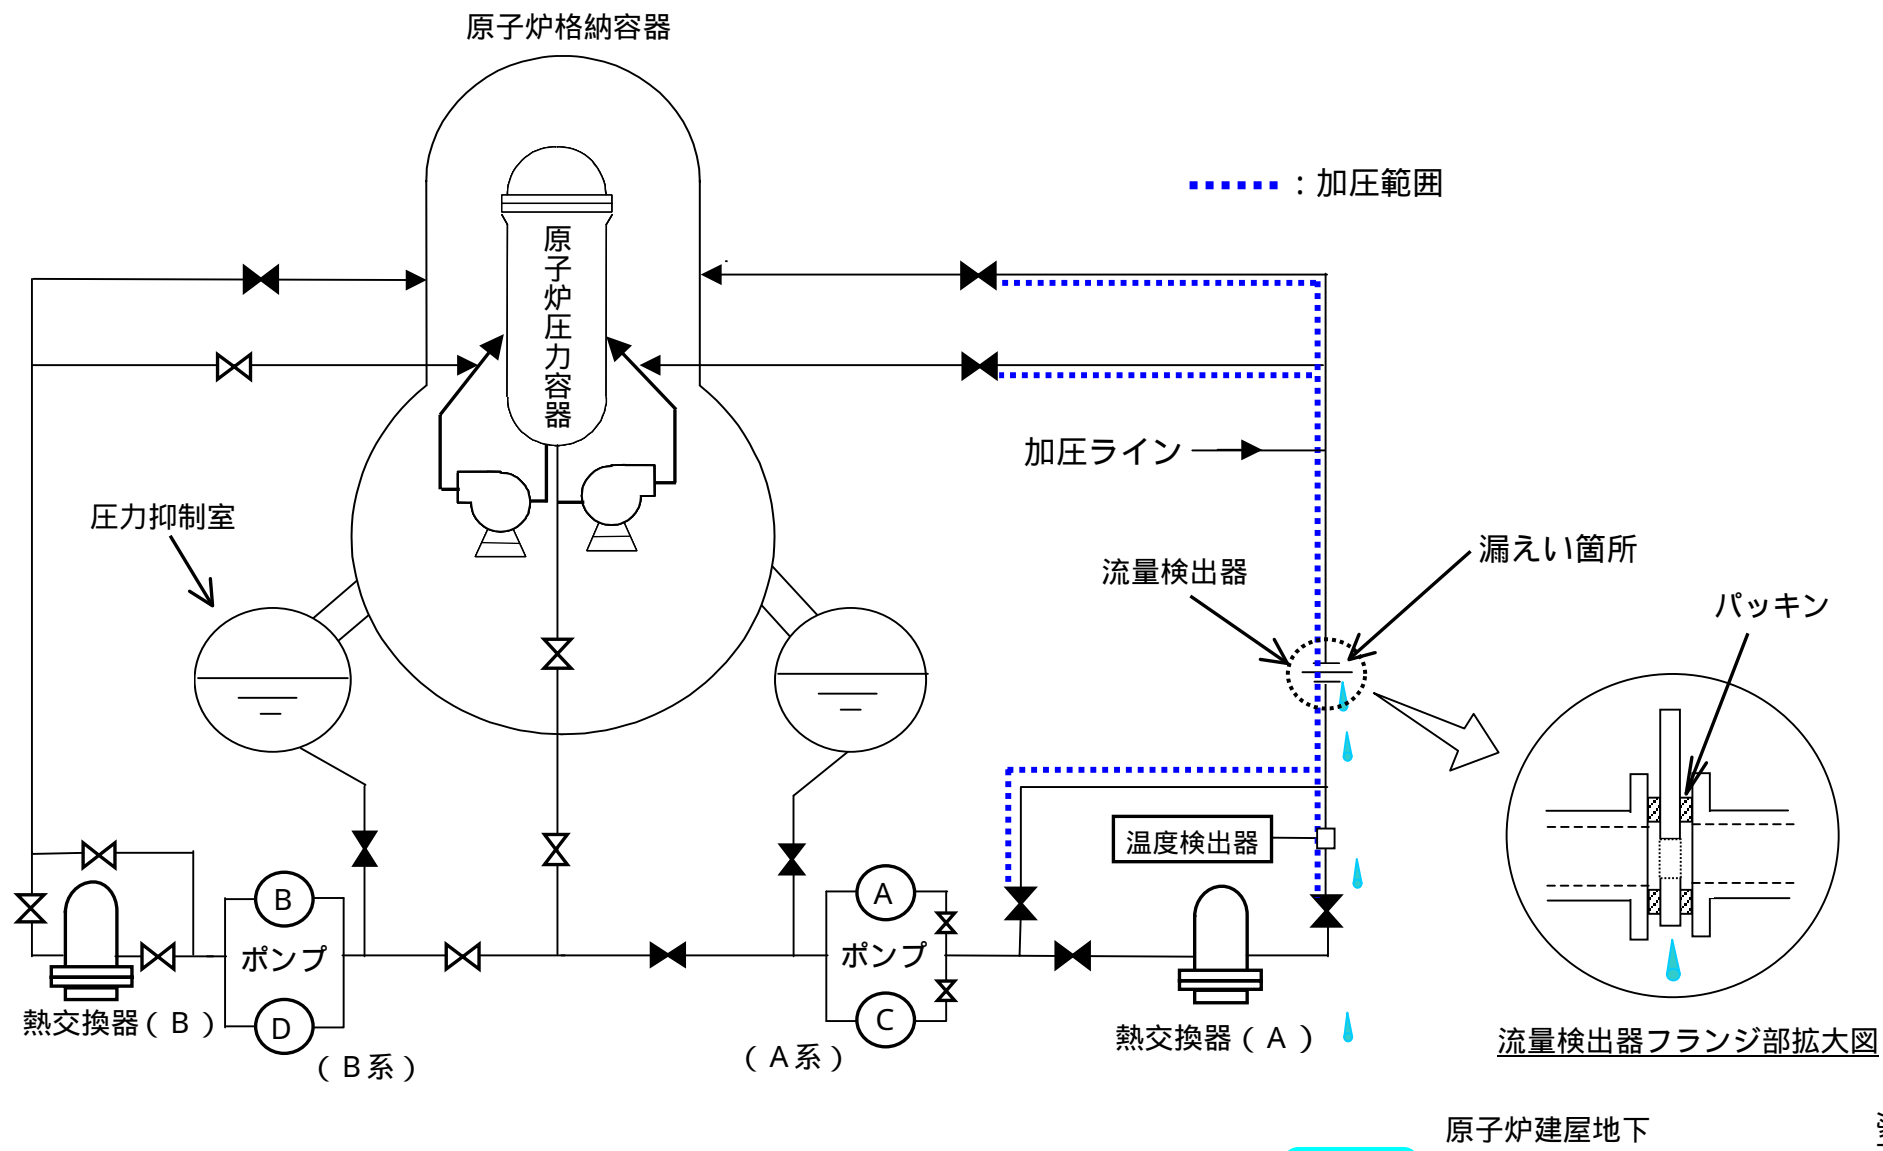 原子炉格納容器
:加圧範囲
原子炉圧力容器
加圧ライン
圧力抑制室
流量検出器
漏えい箇所
パッキン
温度検出器
B
ポンプ
D
A
ポンプ
C
熱交換器(B)
(B系)
(A系)
熱交換器(A)
流量検出器フランジ部拡大図
原子炉建屋地下